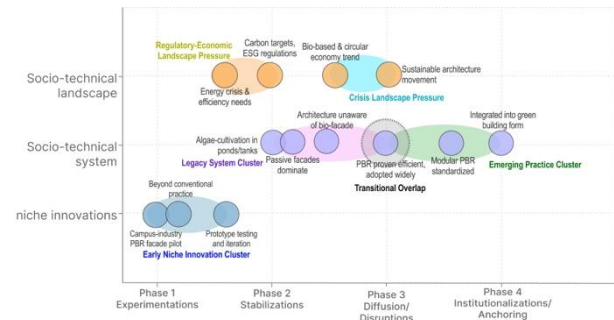 Regulatory-Economic
Landscape Pressure
Carbon targets,
ESG regulations
Bio-based & circular
economy trend
Socio-technical
landscape
Sustainable architecture
movement
Energy crisis &
efficiency needs
Crisis Landscape Pressure
Architecture unaware
of bio-facade
Integrated into green
building form
Socio-technical
system
Algae-cultivation in
ponds/tanks
Legacy System Cluster
Passive facades
dominate
PBR proven efficient,
adopted widely
Transitional Overlap
Modular PBR
standardized
Emerging Practice Cluster
Beyond conventional
practice
niche innovations
Campus-industry
PBR facade pilot
Prototype testing
and iteration
Early Niche Innovation Cluster
Phase 1
Experimentations
Phase 2
Stabilizations
Phase 3
Diffusion/
Disruptions
Phase 4
Institutionalizations/
Anchoring